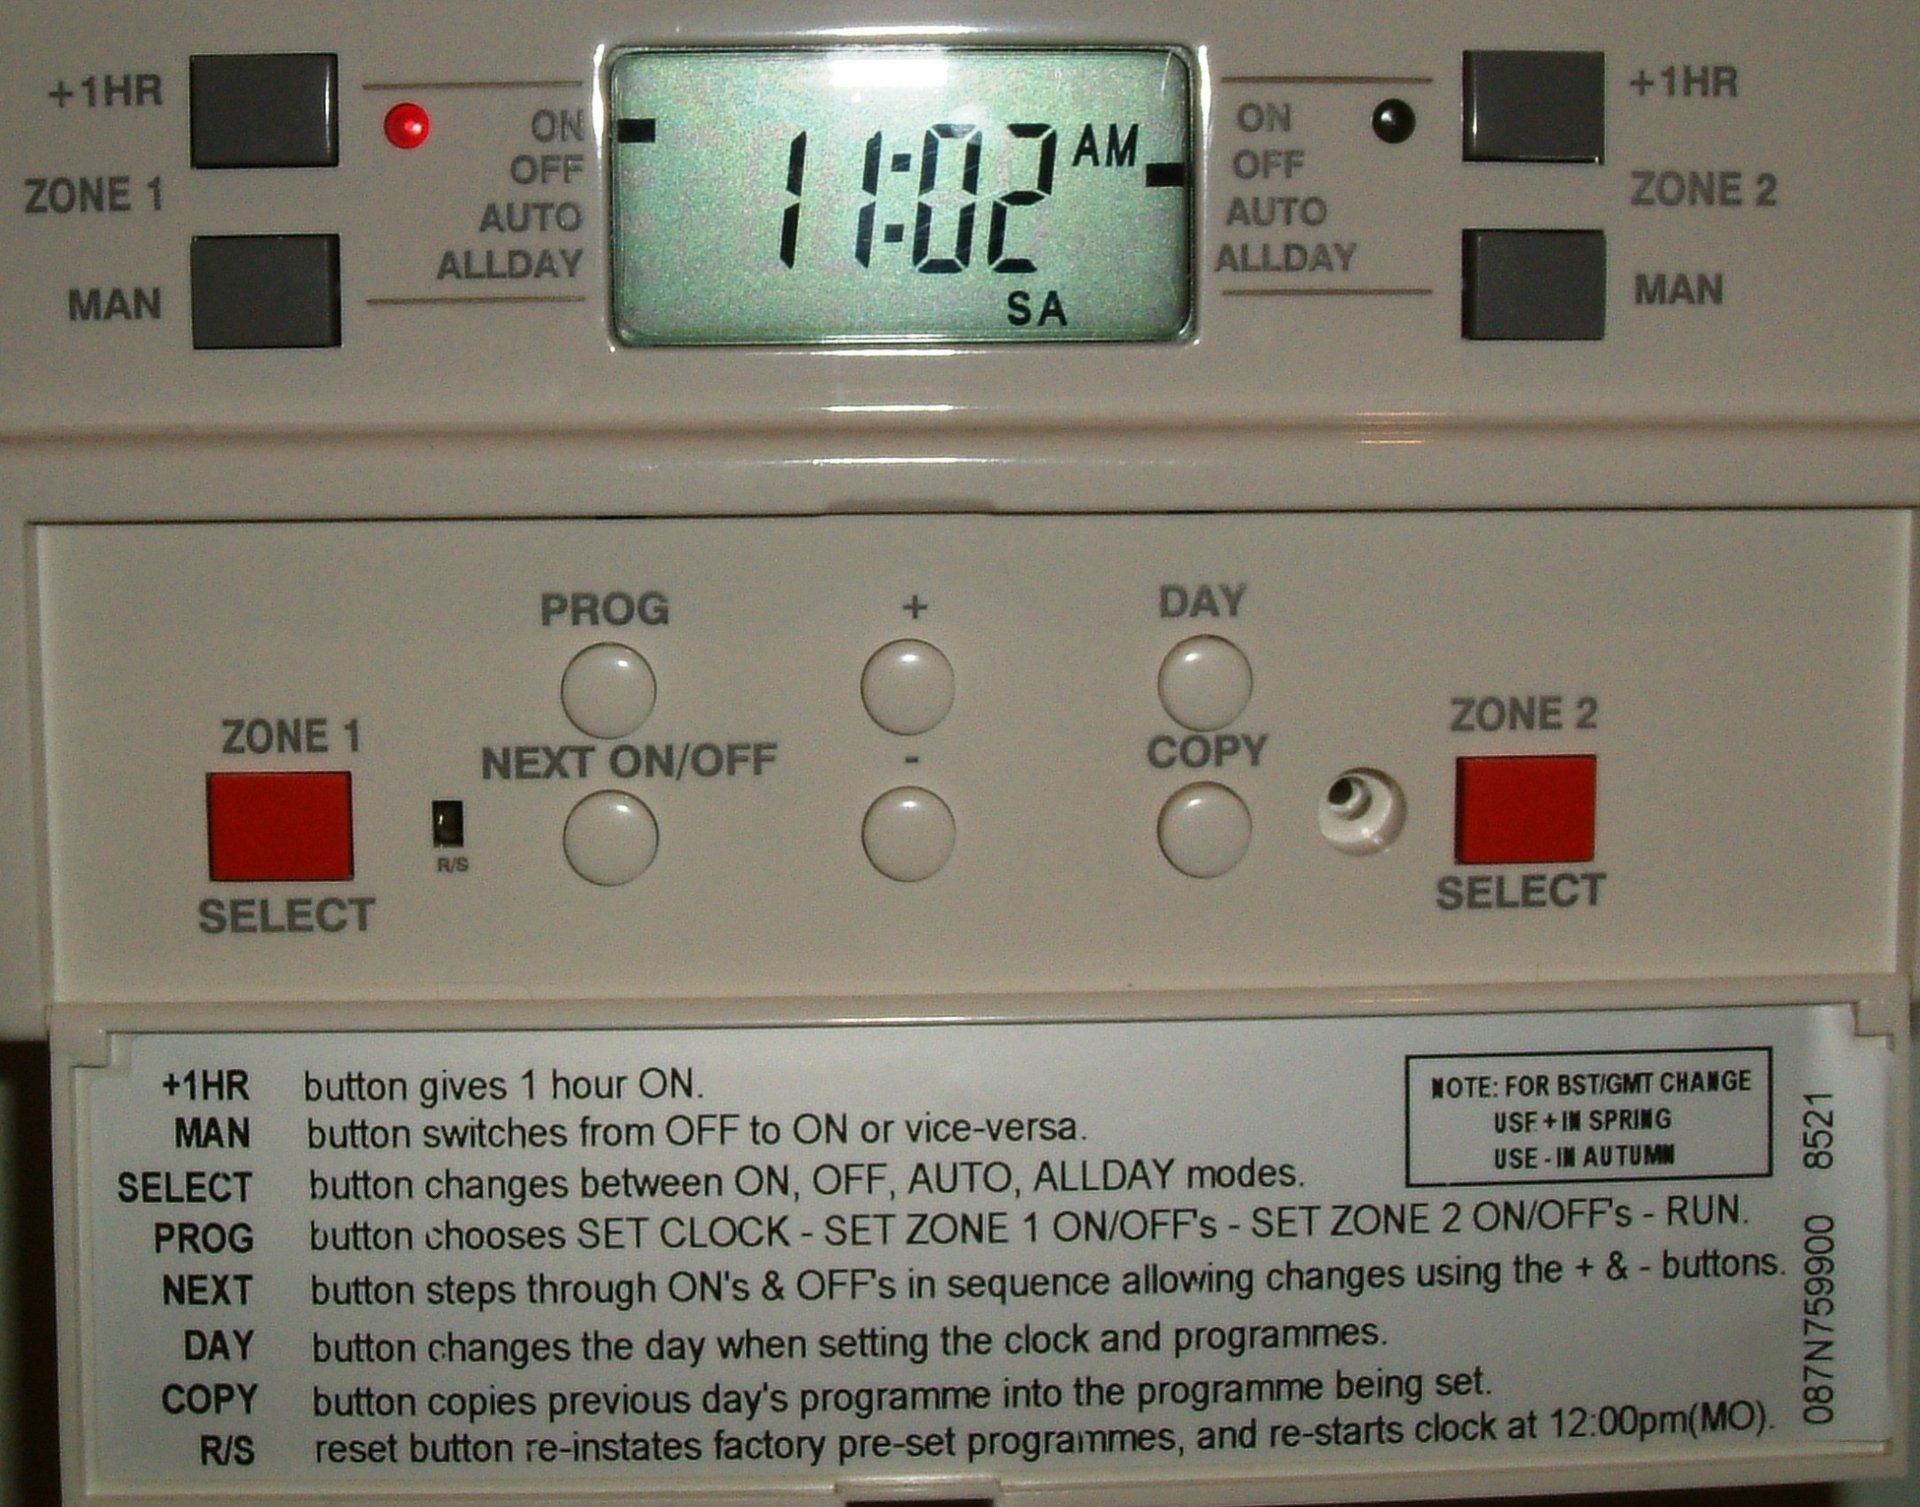 +1HR
ZONE 1
MAN
ON
OFF
AUTO
ALLDAY
11:02 AM
SA
ON
OFF
AUTO
ALLDAY
+1HR
ZONE 2
MAN
PROG
+
DAY
ZONE 1
NEXT ON/OFF
-
COPY
ZONE 2
R/S
SELECT
SELECT
+1HR button gives 1 hour ON.
MAN button switches from OFF to ON or vice-versa.
SELECT button changes between ON, OFF, AUTO, ALLDAY modes.
PROG button chooses SET CLOCK - SET ZONE 1 ON/OFF's - SET ZONE 2 ON/OFF's - RUN.
NEXT button steps through ON's & OFF's in sequence allowing changes using the + & - buttons.
DAY button changes the day when setting the clock and programmes.
COPY button copies previous day's programme into the programme being set.
R/S reset button re-instates factory pre-set programmes, and re-starts clock at 12:00pm(MO).
NOTE: FOR BST/GMT CHANGE
USE + IN SPRING
USE - IN AUTUMN
087N759900 8521